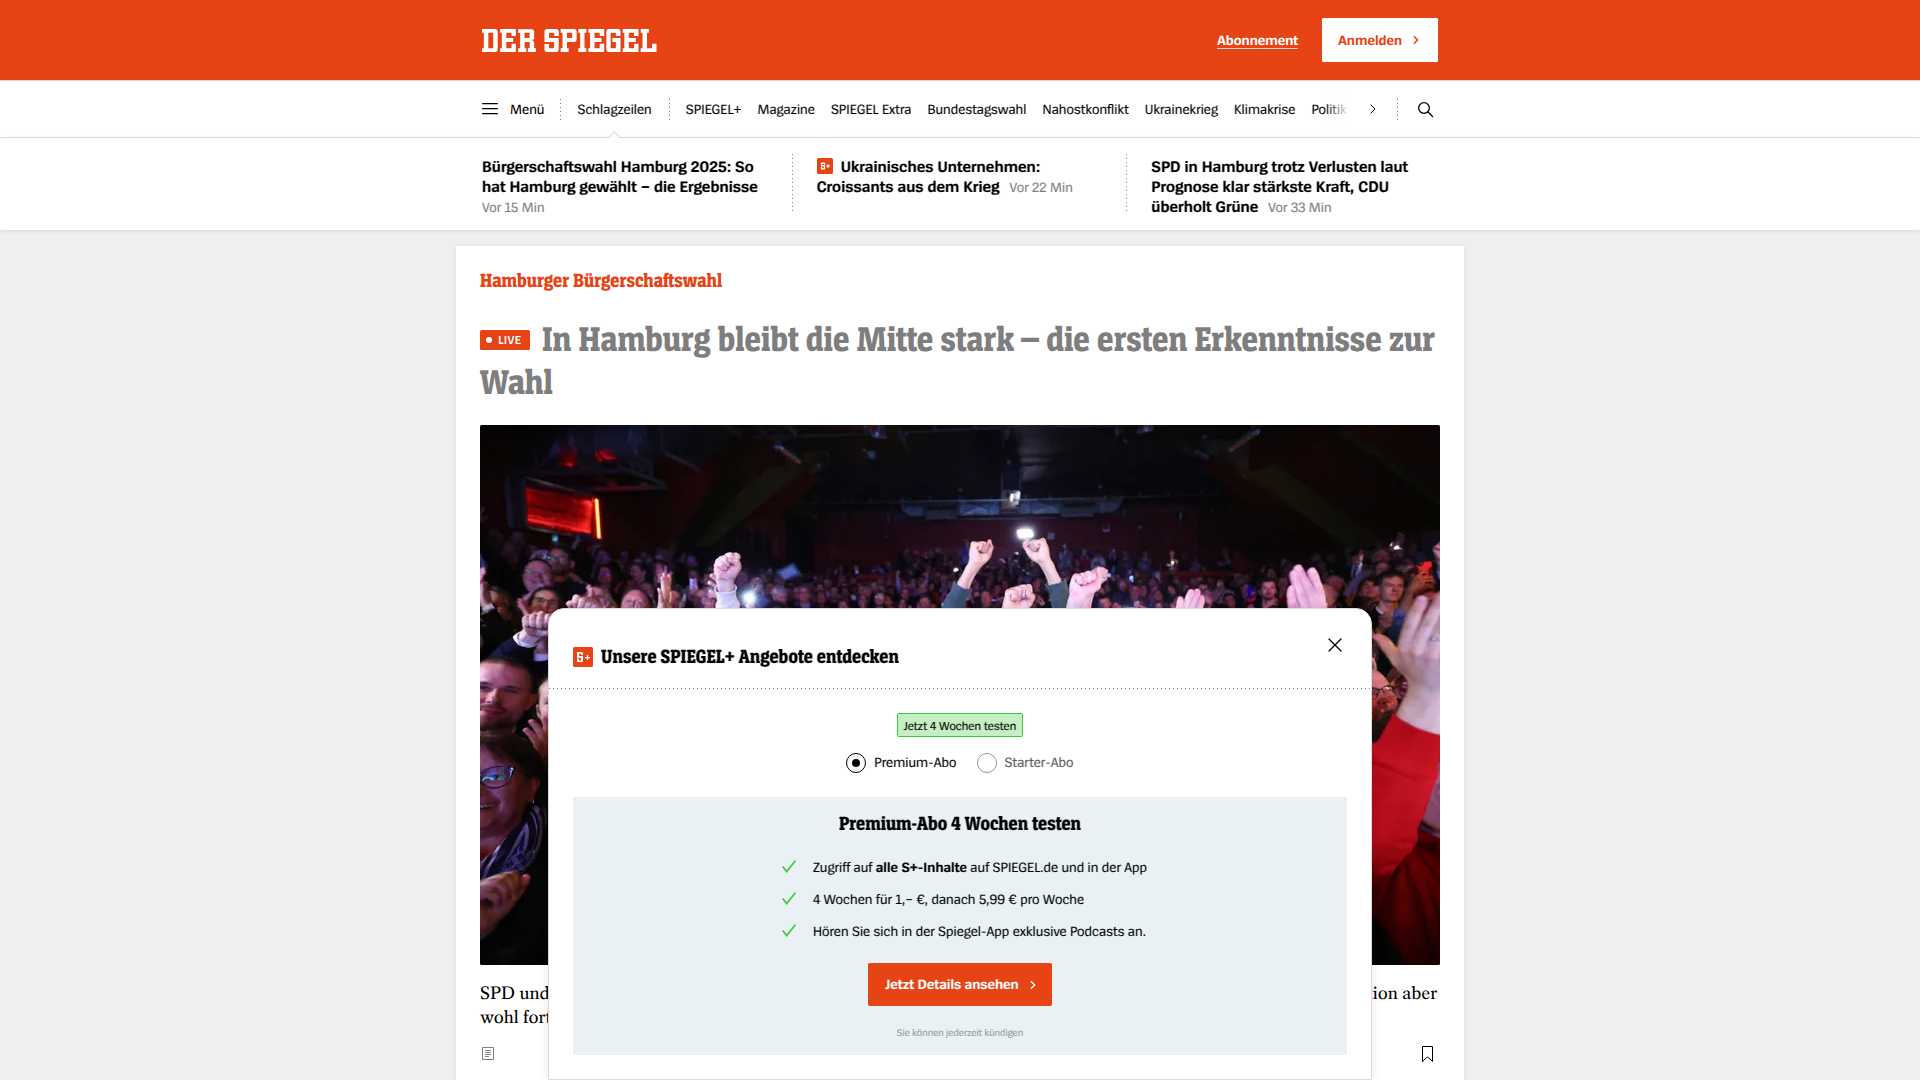 DER SPIEGEL
Abonnement
Anmelden
Menü
Schlagzeilen
SPIEGEL+
Magazine
SPIEGEL Extra
Bundestagswahl
Nahostkonflikt
Ukrainekrieg
Klimakrise
Politik
Bürgerschaftswahl Hamburg 2025: So
hat Hamburg gewählt – die Ergebnisse
Vor 15 Min
S+ Ukrainisches Unternehmen:
Croissants aus dem Krieg Vor 22 Min
SPD in Hamburg trotz Verlusten laut
Prognose klar stärkste Kraft, CDU
überholt Grüne Vor 33 Min
Hamburger Bürgerschaftswahl
LIVE In Hamburg bleibt die Mitte stark – die ersten Erkenntnisse zur
Wahl
S+ Unsere SPIEGEL+ Angebote entdecken
Jetzt 4 Wochen testen
Premium-Abo
Starter-Abo
Premium-Abo 4 Wochen testen
Zugriff auf alle S+-Inhalte auf SPIEGEL.de und in der App
4 Wochen für 1,– €, danach 5,99 € pro Woche
Hören Sie sich in der Spiegel-App exklusive Podcasts an.
Jetzt Details ansehen
Sie können jederzeit kündigen
SPD und
ion aber
wohl fort